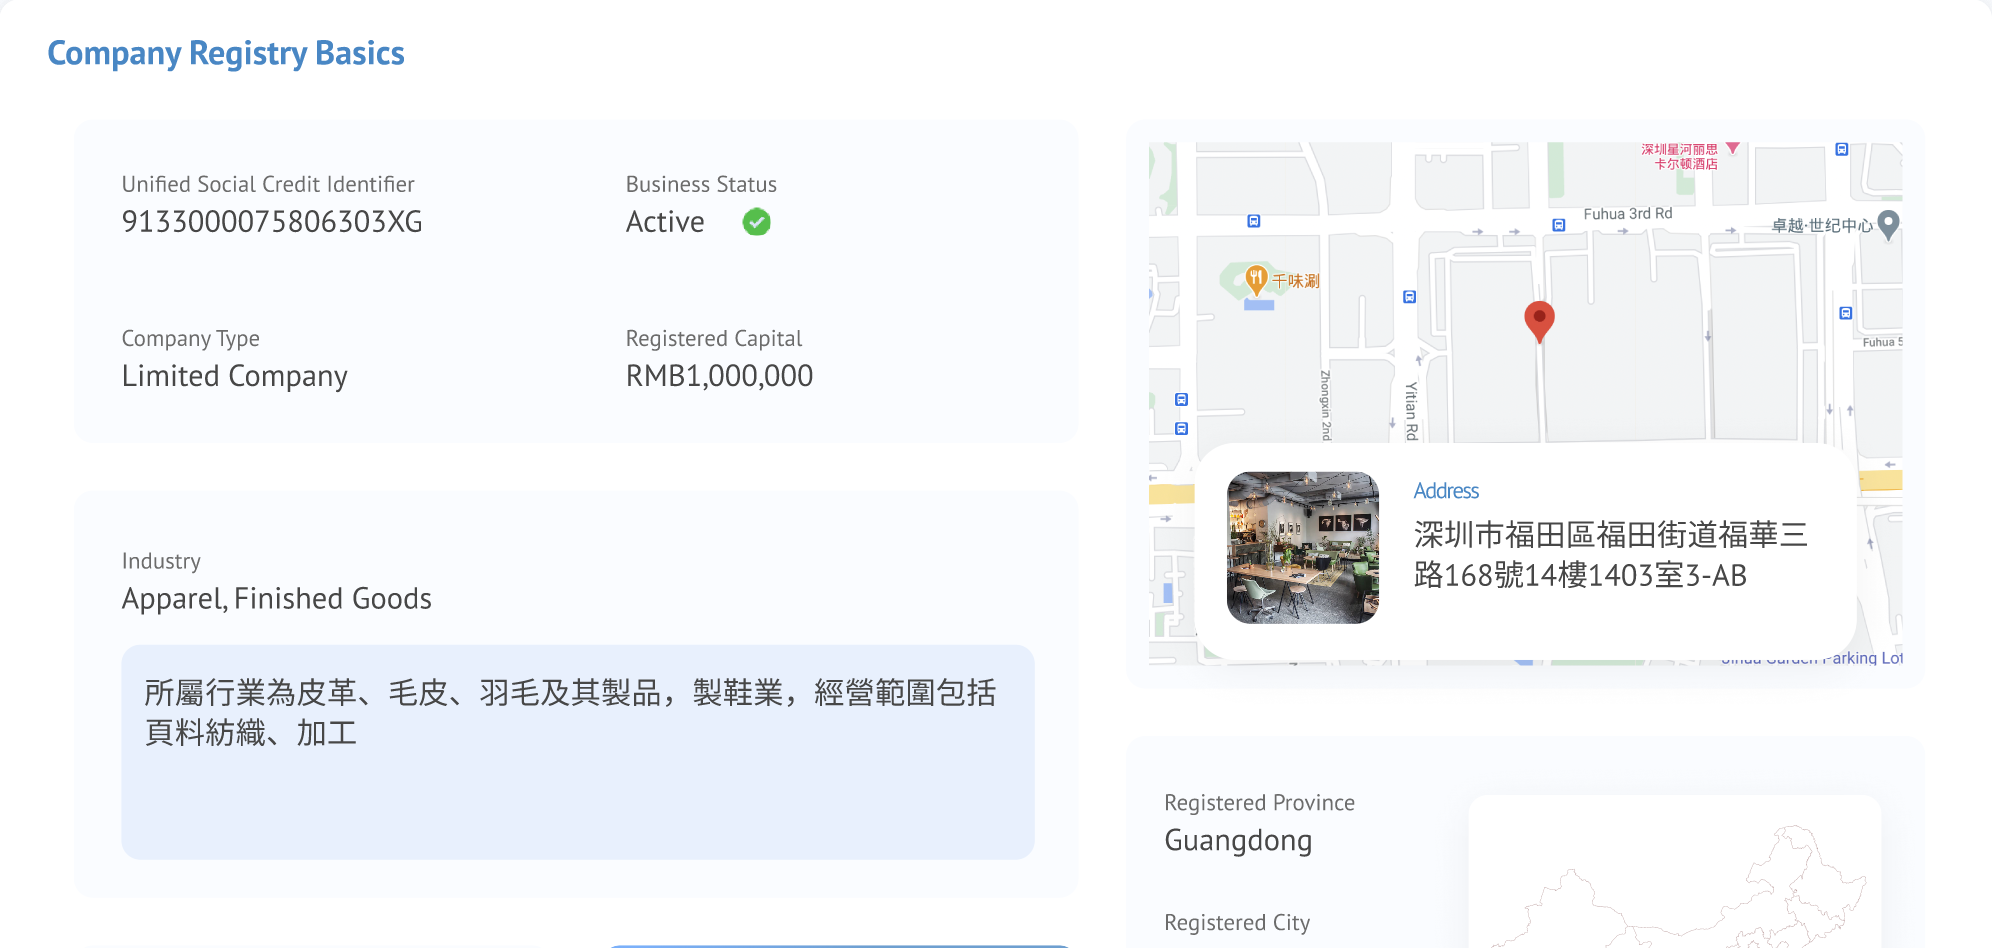 Company Registry Basics
Unified Social Credit Identifier
9133000075806303XG
Business Status
Active
Company Type
Limited Company
Registered Capital
RMB1,000,000
Industry
Apparel, Finished Goods
所屬行業為皮革、毛皮、羽毛及其製品，製鞋業，經營範圍包括
頁料紡織、加工
深圳星河丽思
卡尔顿酒店
Fuhua 3rd Rd
卓越·世纪中心
千味涮
Fuhua 5
Zhongxin 2nd
Yitian Rd
Address
深圳市福田區福田街道福華三
路168號14樓1403室3-AB
Parking Lot
Registered Province
Guangdong
Registered City